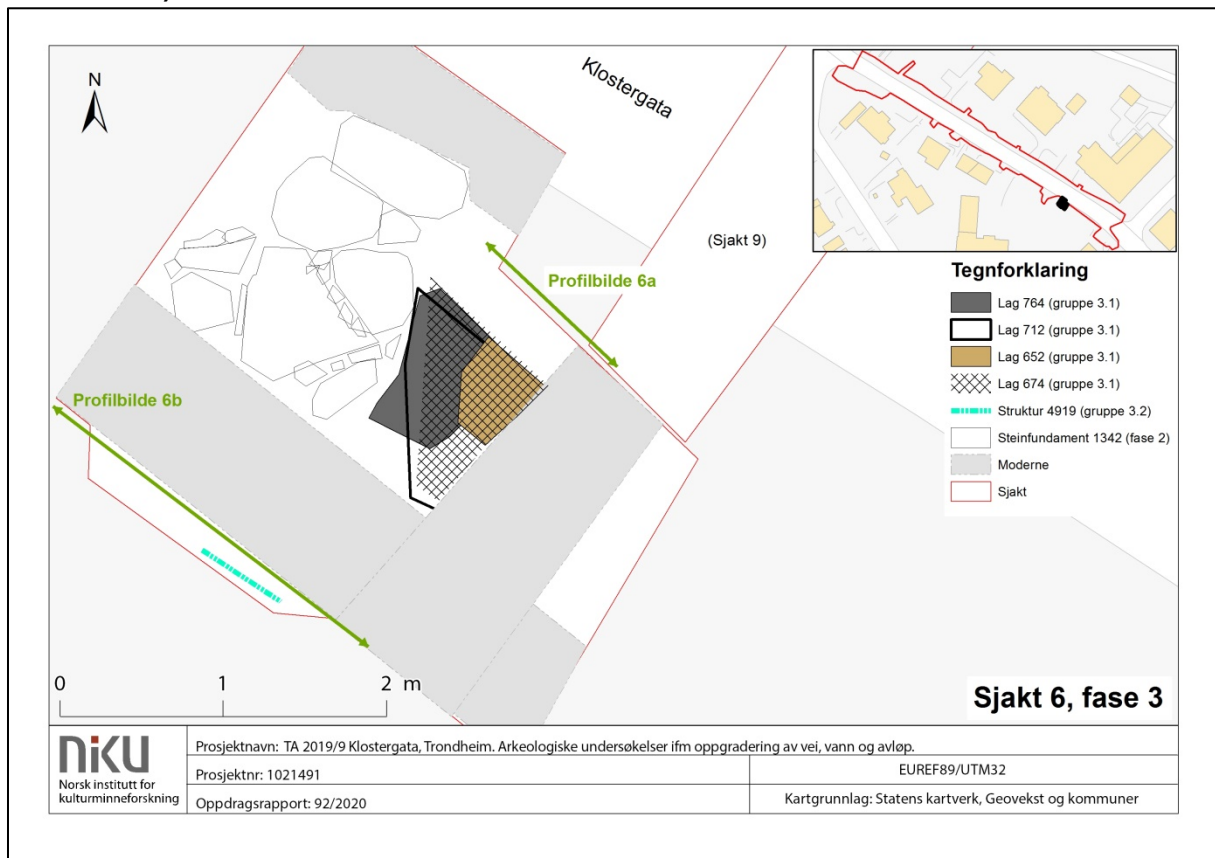 N
Klostergata
(Sjakt 9)
Profilbilde 6a
Profilbilde 6b
Tegnforklaring
Lag 764 (gruppe 3.1)
Lag 712 (gruppe 3.1)
Lag 652 (gruppe 3.1)
Lag 674 (gruppe 3.1)
Struktur 4919 (gruppe 3.2)
Steinfundament 1342 (fase 2)
Moderne
Sjakt
0 1 2 m
Sjakt 6, fase 3
niku
Norsk institutt for
kulturminneforskning
Prosjektnavn: TA 2019/9 Klostergata, Trondheim. Arkeologiske undersøkelser ifm oppgradering av vei, vann og avløp.
Prosjektnr: 1021491
EUREF89/UTM32
Oppdragsrapport: 92/2020
Kartgrunnlag: Statens kartverk, Geovekst og kommuner